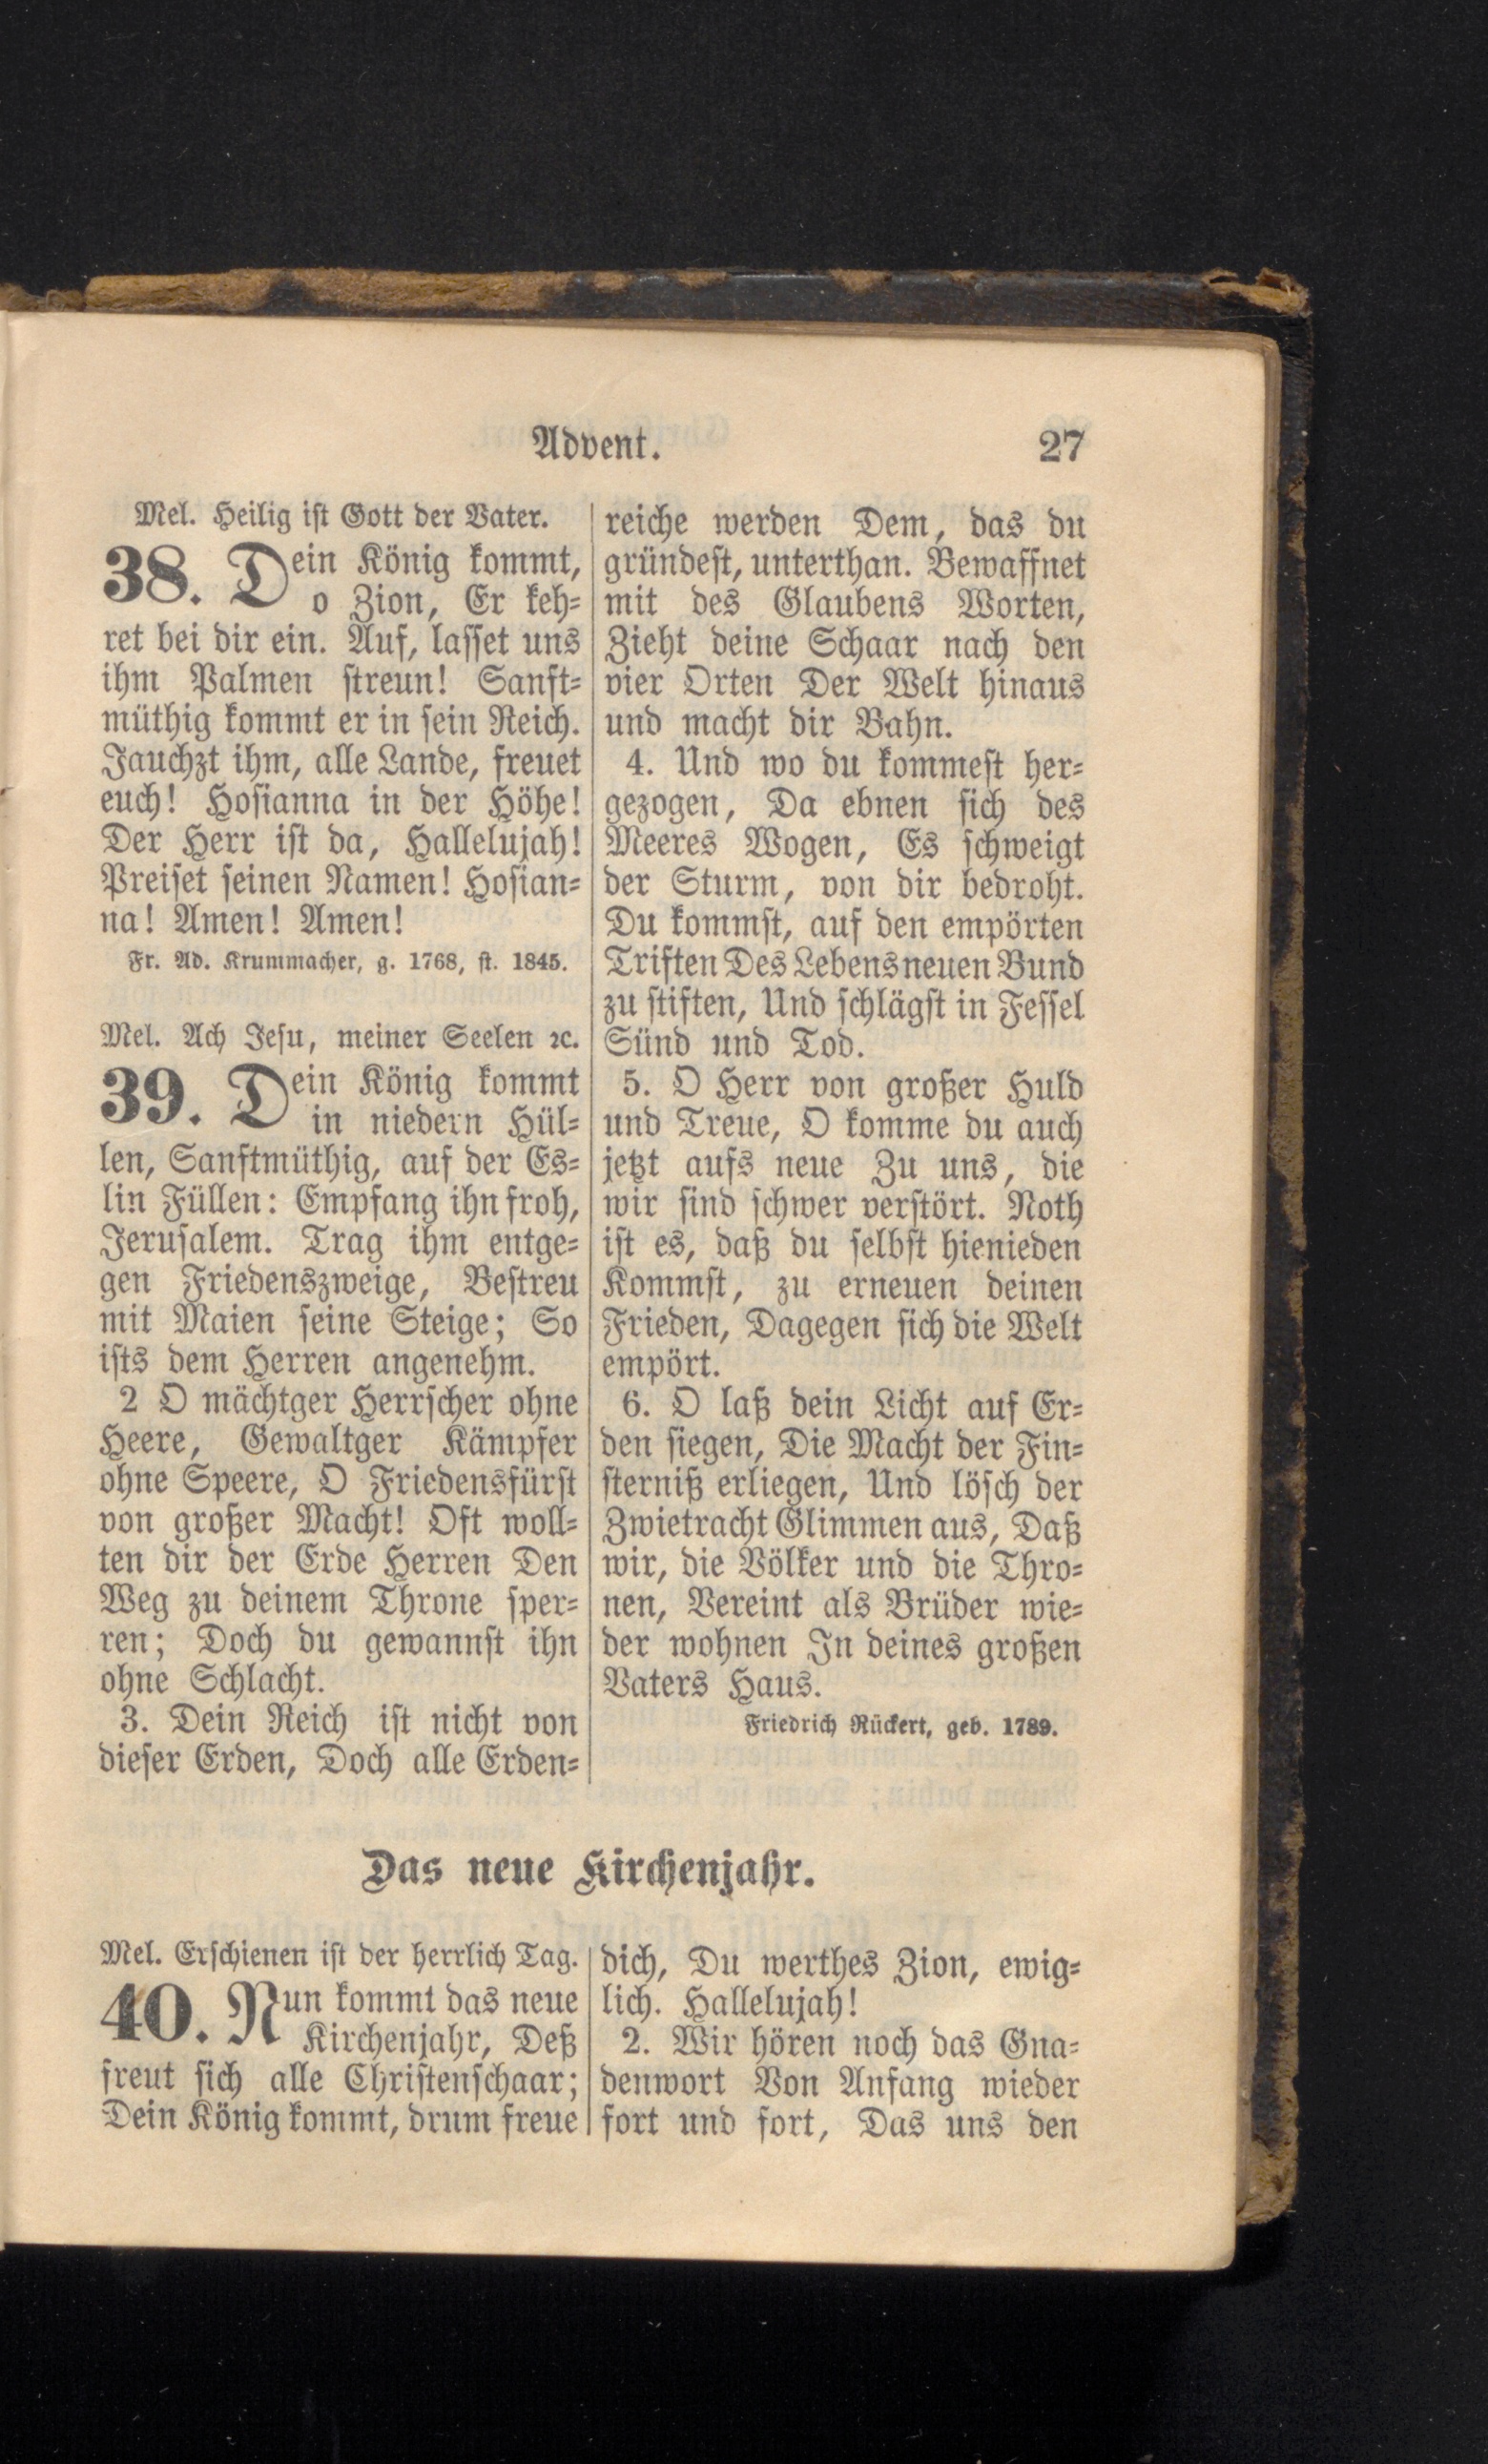 Advent. 27
Mel. Heilig ist Gott der Vater.
38. Dein König kommt,
o Zion, Er keh-
ret bei dir ein. Auf, lasset uns
ihm Palmen streun! Sanft-
müthig kommt er in sein Reich.
Jauchzt ihm, alle Lande, freuet
euch! Hosianna in der Höhe!
Der Herr ist da, Hallelujah!
Preiset seinen Namen! Hosian-
na! Amen! Amen!
Fr. Ad. Krummacher, g. 1768, st. 1845.
Mel. Ach Jesu, meiner Seelen ꝛc.
39. Dein König kommt
in niedern Hül-
len, Sanftmüthig, auf der Es-
lin Füllen: Empfang ihn froh,
Jerusalem. Trag ihm entge-
gen Friedenszweige, Bestreu
mit Maien seine Steige; So
ists dem Herren angenehm.
2 O mächtger Herrscher ohne
Heere, Gewaltger Kämpfer
ohne Speere, O Friedensfürst
von großer Macht! Oft woll-
ten dir der Erde Herren Den
Weg zu deinem Throne sper-
ren; Doch du gewannst ihn
ohne Schlacht.
3. Dein Reich ist nicht von
dieser Erden, Doch alle Erden-
reiche werden Dem, das du
gründest, unterthan. Bewaffnet
mit des Glaubens Worten,
Zieht deine Schaar nach den
vier Orten Der Welt hinaus
und macht dir Bahn.
4. Und wo du kommest her-
gezogen, Da ebnen sich des
Meeres Wogen, Es schweigt
der Sturm, von dir bedroht.
Du kommst, auf den empörten
Triften Des Lebens neuen Bund
zu stiften, Und schlägst in Fessel
Sünd und Tod.
5. O Herr von großer Huld
und Treue, O komme du auch
jetzt aufs neue Zu uns, die
wir sind schwer verstört. Noth
ist es, daß du selbst hienieden
Kommst, zu erneuen deinen
Frieden, Dagegen sich die Welt
empört.
6. O laß dein Licht auf Er-
den siegen, Die Macht der Fin-
sterniß erliegen, Und lösch der
Zwietracht Glimmen aus, Daß
wir, die Völker und die Thro-
nen, Vereint als Brüder wie-
der wohnen In deines großen
Vaters Haus.
Friedrich Rückert, geb. 1789.
Das neue Kirchenjahr.
Mel. Erschienen ist der herrlich Tag.
40. Nun kommt das neue
Kirchenjahr, Deß
freut sich alle Christenschaar;
Dein König kommt, drum freue
dich, Du werthes Zion, ewig-
lich. Hallelujah!
2. Wir hören noch das Gna-
denwort Von Anfang wieder
fort und fort, Das uns den